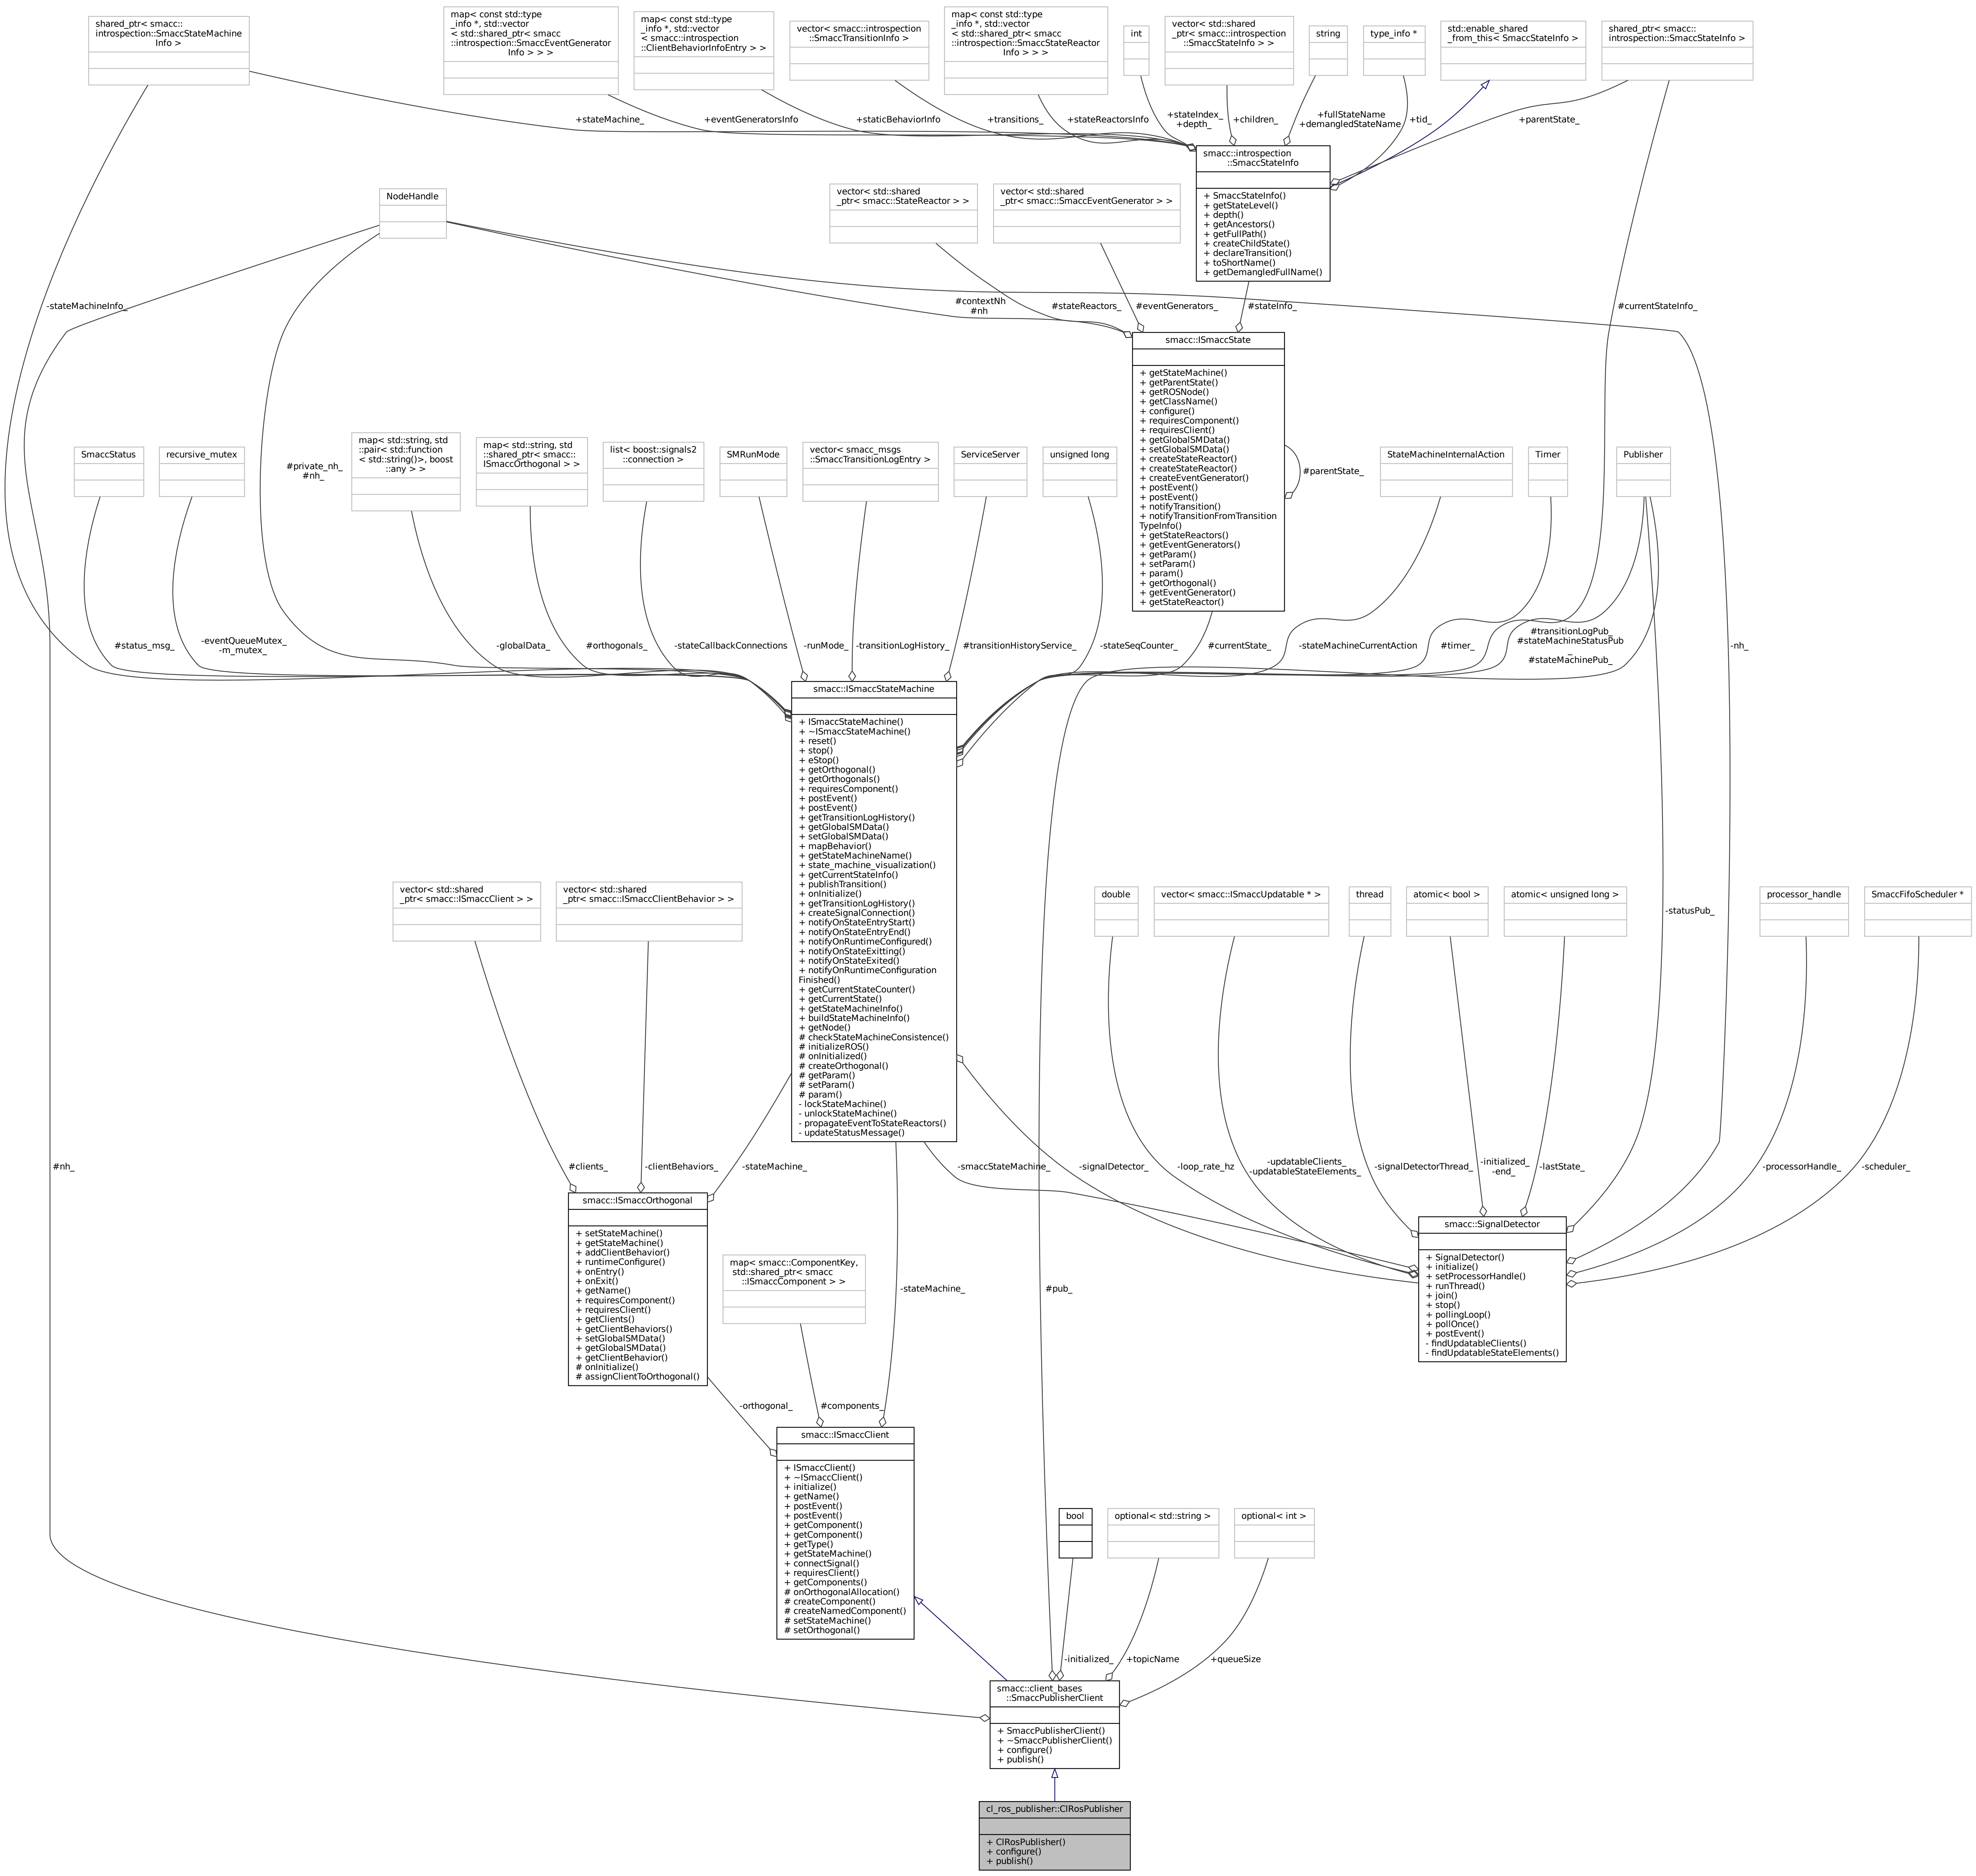 shared_ptr< smacc::
introspection::SmaccStateMachine
Info >
map< const std::type
_info *, std::vector
< std::shared_ptr< smacc
::introspection::SmaccEventGenerator
Info > > >
map< const std::type
_info *, std::vector
< smacc::introspection
::ClientBehaviorInfoEntry > >
vector< smacc::introspection
::SmaccTransitionInfo >
map< const std::type
_info *, std::vector
< std::shared_ptr< smacc
::introspection::SmaccStateReactor
Info > > >
int
vector< std::shared
_ptr< smacc::introspection
::SmaccStateInfo > >
string
type_info *
std::enable_shared
_from_this< SmaccStateInfo >
shared_ptr< smacc::
introspection::SmaccStateInfo >
+stateMachine_
+eventGeneratorsInfo
+staticBehaviorInfo
+transitions_
+stateReactorsInfo
+stateIndex_
+depth_
+children_
+fullStateName
+demangledStateName
+tid_
+parentState_
smacc::introspection
::SmaccStateInfo
+ SmaccStateInfo()
+ getStateLevel()
+ depth()
+ getAncestors()
+ getFullPath()
+ createChildState()
+ declareTransition()
+ toShortName()
+ getDemangledFullName()
NodeHandle
vector< std::shared
_ptr< smacc::StateReactor > >
vector< std::shared
_ptr< smacc::SmaccEventGenerator > >
-stateMachineInfo_
#contextNh
#nh
#stateReactors_
#eventGenerators_
#stateInfo_
#currentStateInfo_
smacc::ISmaccState
+ getStateMachine()
+ getParentState()
+ getROSNode()
+ getClassName()
+ configure()
+ requiresComponent()
+ requiresClient()
+ getGlobalSMData()
+ setGlobalSMData()
+ createStateReactor()
+ createStateReactor()
+ createEventGenerator()
+ postEvent()
+ postEvent()
+ notifyTransition()
+ notifyTransitionFromTransition
TypeInfo()
+ getStateReactors()
+ getEventGenerators()
+ getParam()
+ setParam()
+ param()
+ getOrthogonal()
+ getEventGenerator()
+ getStateReactor()
#parentState_
SmaccStatus
recursive_mutex
#private_nh_
#nh_
map< std::string, std
::pair< std::function
< std::string()>, boost
::any > >
map< std::string, std
::shared_ptr< smacc::
ISmaccOrthogonal > >
list< boost::signals2
::connection >
SMRunMode
vector< smacc_msgs
::SmaccTransitionLogEntry >
ServiceServer
unsigned long
StateMachineInternalAction
Timer
Publisher
#status_msg_
-eventQueueMutex_
-m_mutex_
-globalData_
#orthogonals_
-stateCallbackConnections
-runMode_
-transitionLogHistory_
#transitionHistoryService_
-stateSeqCounter_
#currentState_
-stateMachineCurrentAction
#timer_
#transitionLogPub_
#stateMachineStatusPub
_
#stateMachinePub_
-nh_
smacc::ISmaccStateMachine
+ ISmaccStateMachine()
+ ~ISmaccStateMachine()
+ reset()
+ stop()
+ eStop()
+ getOrthogonal()
+ getOrthogonals()
+ requiresComponent()
+ postEvent()
+ postEvent()
+ getTransitionLogHistory()
+ getGlobalSMData()
+ setGlobalSMData()
+ mapBehavior()
+ getStateMachineName()
+ state_machine_visualization()
+ getCurrentStateInfo()
+ publishTransition()
+ onInitialize()
+ getTransitionLogHistory()
+ createSignalConnection()
+ notifyOnStateEntryStart()
+ notifyOnStateEntryEnd()
+ notifyOnRuntimeConfigured()
+ notifyOnStateExitting()
+ notifyOnStateExited()
+ notifyOnRuntimeConfiguration
Finished()
+ getCurrentStateCounter()
+ getCurrentState()
+ getStateMachineInfo()
+ buildStateMachineInfo()
+ getNode()
# checkStateMachineConsistence()
# initializeROS()
# onInitialized()
# createOrthogonal()
# getParam()
# setParam()
# param()
- lockStateMachine()
- unlockStateMachine()
- propagateEventToStateReactors()
- updateStatusMessage()
vector< std::shared
_ptr< smacc::ISmaccClient > >
vector< std::shared
_ptr< smacc::ISmaccClientBehavior > >
double
vector< smacc::ISmaccUpdatable * >
thread
atomic< bool >
atomic< unsigned long >
-statusPub_
processor_handle
SmaccFifoScheduler *
#nh_
#clients_
-clientBehaviors_
-stateMachine_
-smaccStateMachine_
-signalDetector_
-loop_rate_hz
-updatableClients_
-updatableStateElements_
-signalDetectorThread_
-initialized_
-end_
-lastState_
-processorHandle_
-scheduler_
smacc::ISmaccOrthogonal
+ setStateMachine()
+ getStateMachine()
+ addClientBehavior()
+ runtimeConfigure()
+ onEntry()
+ onExit()
+ getName()
+ requiresComponent()
+ requiresClient()
+ getClients()
+ getClientBehaviors()
+ setGlobalSMData()
+ getGlobalSMData()
+ getClientBehavior()
# onInitialize()
# assignClientToOrthogonal()
map< smacc::ComponentKey,
std::shared_ptr< smacc
::ISmaccComponent > >
-stateMachine_
#pub_
smacc::SignalDetector
+ SignalDetector()
+ initialize()
+ setProcessorHandle()
+ runThread()
+ join()
+ stop()
+ pollingLoop()
+ pollOnce()
+ postEvent()
- findUpdatableClients()
- findUpdatableStateElements()
-orthogonal_
#components_
smacc::ISmaccClient
+ ISmaccClient()
+ ~ISmaccClient()
+ initialize()
+ getName()
+ postEvent()
+ postEvent()
+ getComponent()
+ getComponent()
+ getType()
+ getStateMachine()
+ connectSignal()
+ requiresClient()
+ getComponents()
# onOrthogonalAllocation()
# createComponent()
# createNamedComponent()
# setStateMachine()
# setOrthogonal()
bool
optional< std::string >
optional< int >
-initialized_
+topicName
+queueSize
smacc::client_bases
::SmaccPublisherClient
+ SmaccPublisherClient()
+ ~SmaccPublisherClient()
+ configure()
+ publish()
cl_ros_publisher::ClRosPublisher
+ ClRosPublisher()
+ configure()
+ publish()